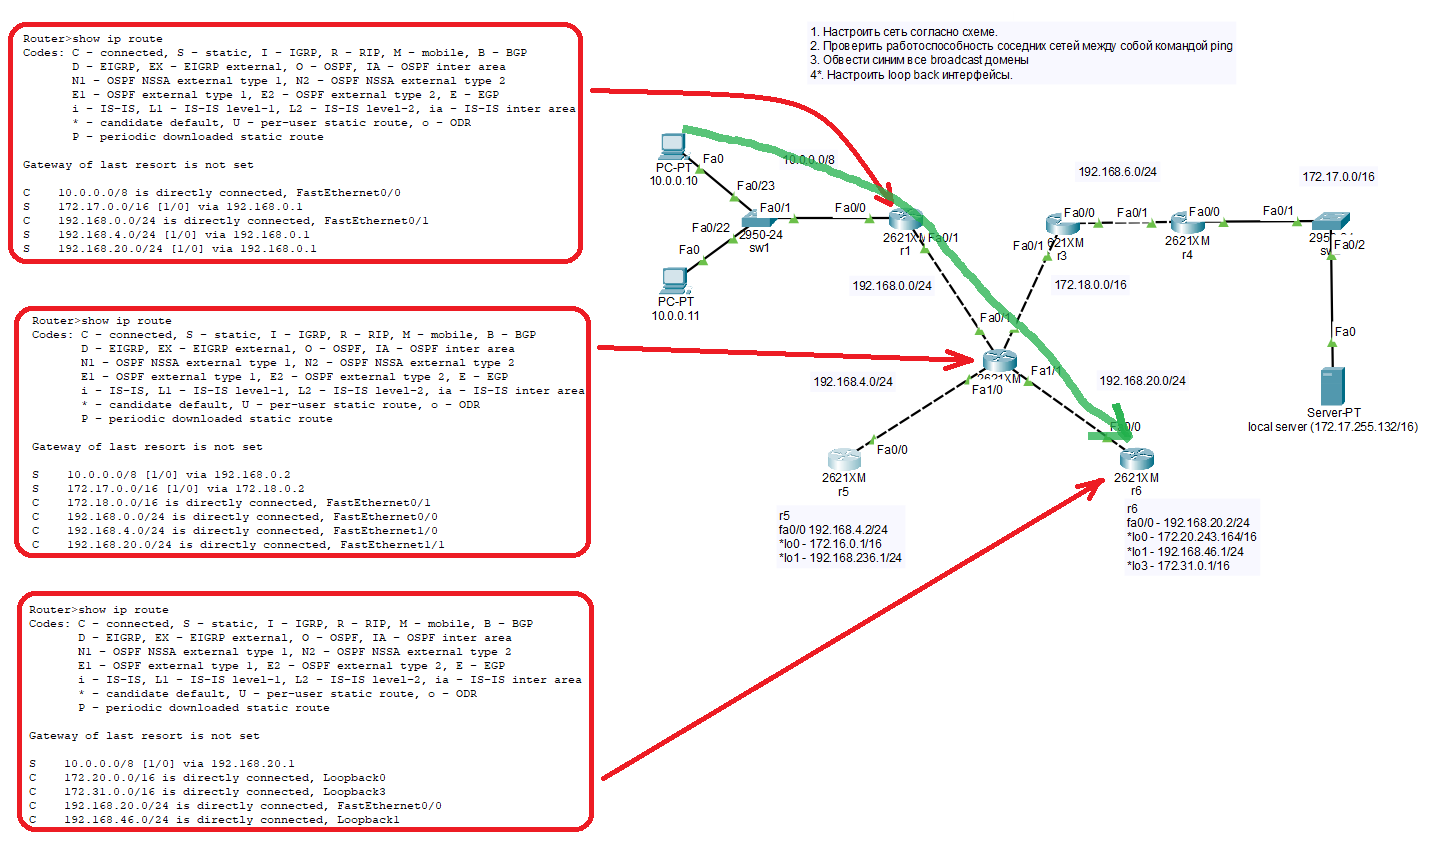 Router>show ip route
Codes: C - connected, S - static, I - IGRP, R - RIP, M - mobile, B - BGP
D - EIGRP, EX - EIGRP external, O - OSPF, IA - OSPF inter area
N1 - OSPF NSSA external type 1, N2 - OSPF NSSA external type 2
E1 - OSPF external type 1, E2 - OSPF external type 2, E - EGP
i - IS-IS, L1 - IS-IS level-1, L2 - IS-IS level-2, ia - IS-IS inter area
* - candidate default, U - per-user static route, o - ODR
P - periodic downloaded static route
Gateway of last resort is not set
C 10.0.0.0/8 is directly connected, FastEthernet0/0
S 172.17.0.0/16 [1/0] via 192.168.0.1
C 192.168.0.0/24 is directly connected, FastEthernet0/1
S 192.168.4.0/24 [1/0] via 192.168.0.1
S 192.168.20.0/24 [1/0] via 192.168.0.1
Router>show ip route
Codes: C - connected, S - static, I - IGRP, R - RIP, M - mobile, B - BGP
D - EIGRP, EX - EIGRP external, O - OSPF, IA - OSPF inter area
N1 - OSPF NSSA external type 1, N2 - OSPF NSSA external type 2
E1 - OSPF external type 1, E2 - OSPF external type 2, E - EGP
i - IS-IS, L1 - IS-IS level-1, L2 - IS-IS level-2, ia - IS-IS inter area
* - candidate default, U - per-user static route, o - ODR
P - periodic downloaded static route
Gateway of last resort is not set
S 10.0.0.0/8 [1/0] via 192.168.0.2
S 172.17.0.0/16 [1/0] via 172.18.0.2
C 172.18.0.0/16 is directly connected, FastEthernet0/1
C 192.168.0.0/24 is directly connected, FastEthernet0/0
C 192.168.4.0/24 is directly connected, FastEthernet1/0
C 192.168.20.0/24 is directly connected, FastEthernet1/1
Router>show ip route
Codes: C - connected, S - static, I - IGRP, R - RIP, M - mobile, B - BGP
D - EIGRP, EX - EIGRP external, O - OSPF, IA - OSPF inter area
N1 - OSPF NSSA external type 1, N2 - OSPF NSSA external type 2
E1 - OSPF external type 1, E2 - OSPF external type 2, E - EGP
i - IS-IS, L1 - IS-IS level-1, L2 - IS-IS level-2, ia - IS-IS inter area
* - candidate default, U - per-user static route, o - ODR
P - periodic downloaded static route
Gateway of last resort is not set
S 10.0.0.0/8 [1/0] via 192.168.20.1
C 172.20.0.0/16 is directly connected, Loopback0
C 172.31.0.0/16 is directly connected, Loopback3
C 192.168.20.0/24 is directly connected, FastEthernet0/0
C 192.168.46.0/24 is directly connected, Loopback1
1. Настроить сеть согласно схеме.
2. Проверить работоспособность соседних сетей между собой командой ping
3. Обвести синим все broadcast домены
4*. Настроить loop back интерфейсы.
PC-PT
10.0.0.10
Fa0
Fa0/23
10.0.0.0/8
Fa0/1
Fa0/0
2950-24
sw1
Fa0/22
Fa0
PC-PT
10.0.0.11
2621XM
r1
Fa0/1
192.168.0.0/24
192.168.6.0/24
172.17.0.0/16
Fa0/0
Fa0/1
621XM
r3
Fa0/1
Fa0/0
2621XM
r4
Fa0/1
Fa0/2
172.18.0.0/16
Fa0
Server-PT
local server (172.17.255.132/16)
Fa0/1
2621XM
Fa1/1
Fa1/0
192.168.4.0/24
192.168.20.0/24
Fa0/0
2621XM
r5
Fa0/0
2621XM
r6
r5
fa0/0 192.168.4.2/24
*lo0 - 172.16.0.1/16
*lo1 - 192.168.236.1/24
r6
fa0/0 - 192.168.20.2/24
*lo0 - 172.20.243.164/16
*lo1 - 192.168.46.1/24
*lo3 - 172.31.0.1/16